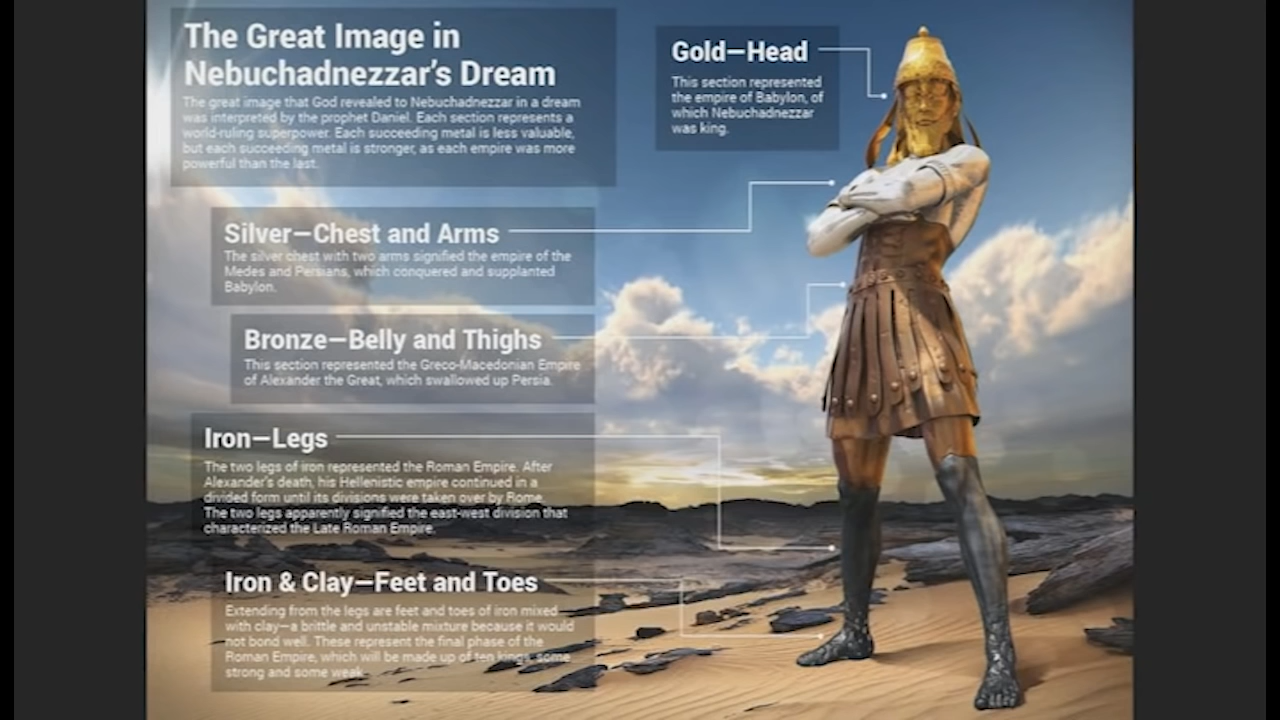 The Great Image in
Nebuchadnezzar's Dream
The great image that God revealed to Nebuchadnezzar in a dream
was interpreted by the prophet Daniel. Each section represents a
world-ruling superpower. Each succeeding metal is less valuable,
but each succeeding metal is stronger, as each empire was more
powerful than the last.
Gold—Head
This section represented
the empire of Babylon, of
which Nebuchadnezzar
was king.
Silver—Chest and Arms
The silver chest with two arms signified the empire of the
Medes and Persians, which conquered and supplanted
Babylon.
Bronze—Belly and Thighs
This section represented the Greco-Macedonian Empire
of Alexander the Great, which swallowed up Persia.
Iron—Legs
The two legs of iron represented the Roman Empire. After
Alexander's death, his Hellenistic empire continued in a
divided form until its divisions were taken over by Rome.
The two legs apparently signified the east-west division that
characterized the Late Roman Empire.
Iron & Clay—Feet and Toes
Extending from the legs are feet and toes of iron mixed
with clay—a brittle and unstable mixture because it would
not bond well. These represent the final phase of the
Roman Empire, which will be made up of ten kings, some
strong and some weak.